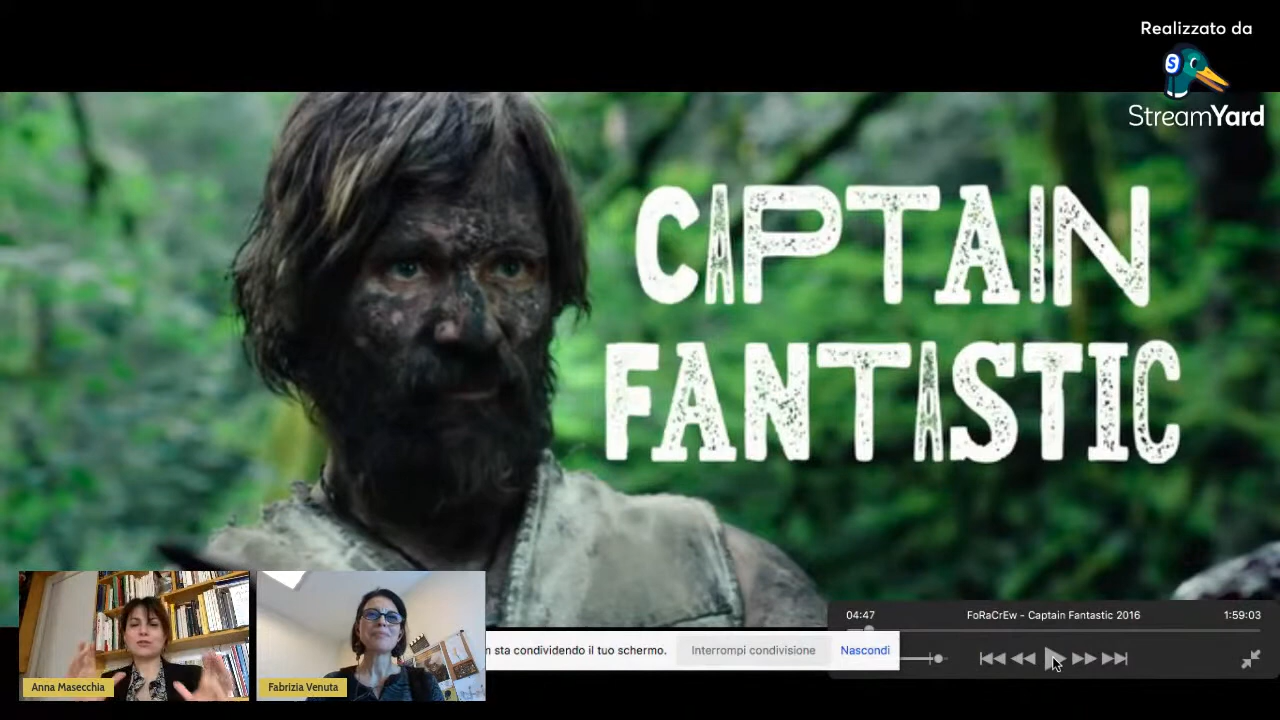 Realizzato da
S
StreamYard
CAPTAIN
FANTASTIC
04:47
FoRaCrEw - Captain Fantastic 2016
1:59:03
sta condividendo il tuo schermo.
Interrompi condivisione
Nascondi
Anna Masecchia
Fabrizia Venuta